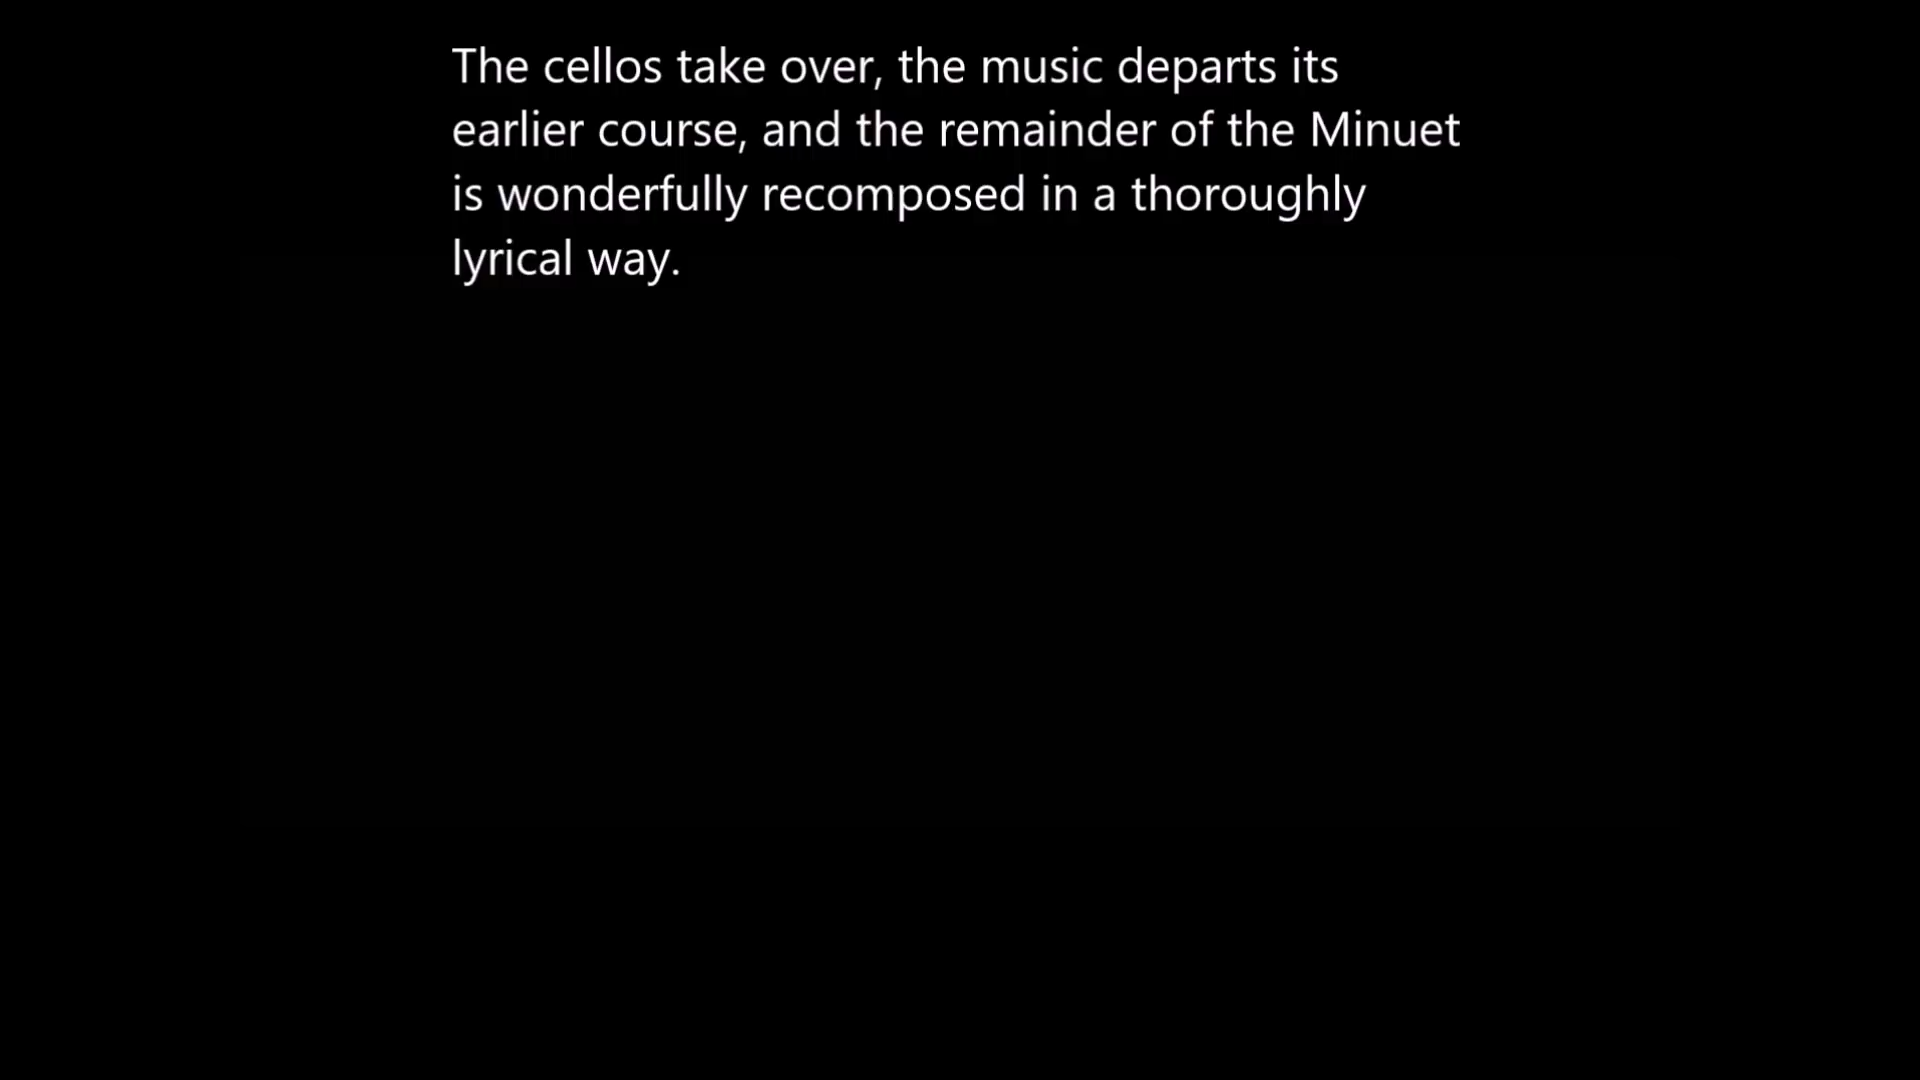 The cellos take over, the music departs its
earlier course, and the remainder of the Minuet
is wonderfully recomposed in a thoroughly
lyrical way.